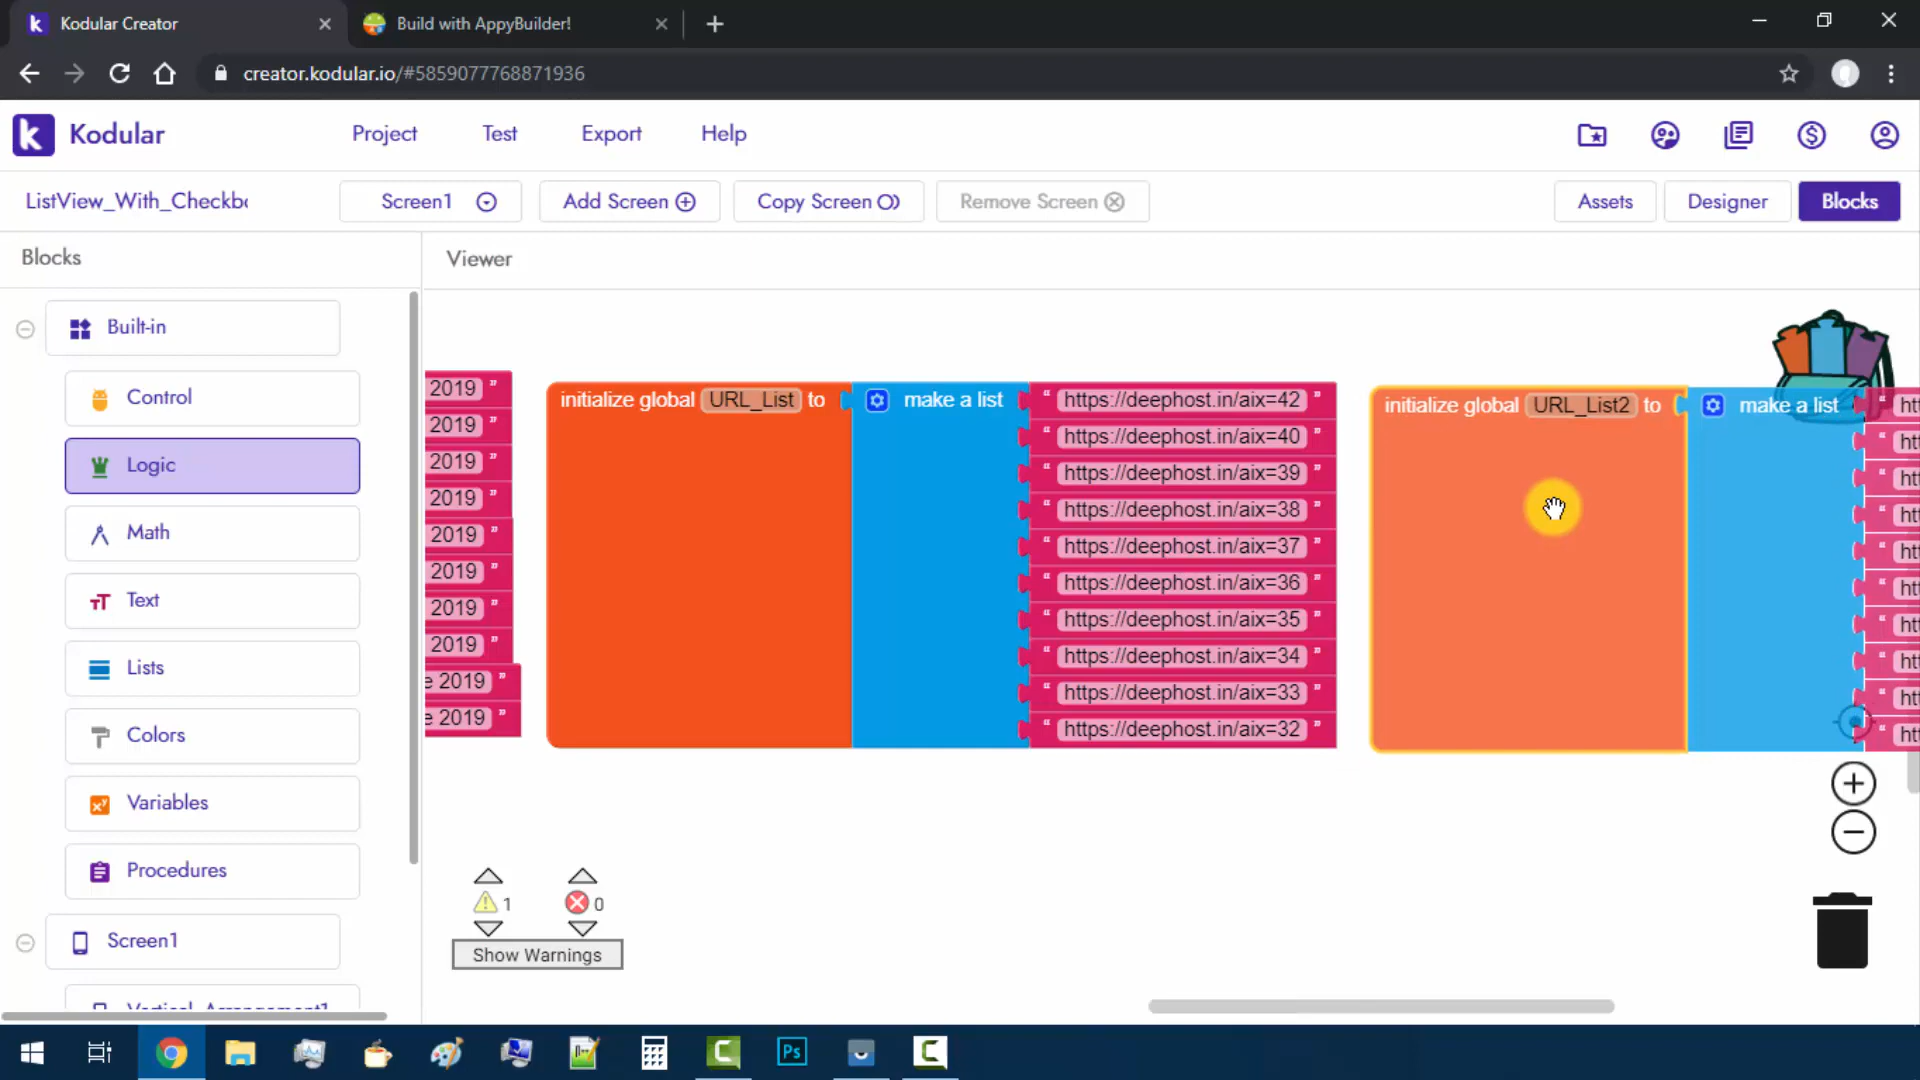 Kodular Creator
Build with AppyBuilder!
creator.kodular.io/#5859077768871936
k Kodular
Project
Test
Export
Help
ListView_With_Checkb
Screen1
Add Screen
Copy Screen
Remove Screen
Assets
Designer
Blocks
Blocks
Viewer
Built-in
Control
Logic
Math
Text
Lists
Colors
Variables
Procedures
Screen1
2019 ”
2019 ”
2019 ”
2019 ”
2019 ”
2019 ”
2019 ”
2019 ”
e 2019 ”
e 2019 ”
initialize global URL_List to
make a list
“ https://deephost.in/aix=42 ”
“ https://deephost.in/aix=40 ”
“ https://deephost.in/aix=39 ”
“ https://deephost.in/aix=38 ”
“ https://deephost.in/aix=37 ”
“ https://deephost.in/aix=36 ”
“ https://deephost.in/aix=35 ”
“ https://deephost.in/aix=34 ”
“ https://deephost.in/aix=33 ”
“ https://deephost.in/aix=32 ”
initialize global URL_List2 to
make a list
1
0
Show Warnings
Ps